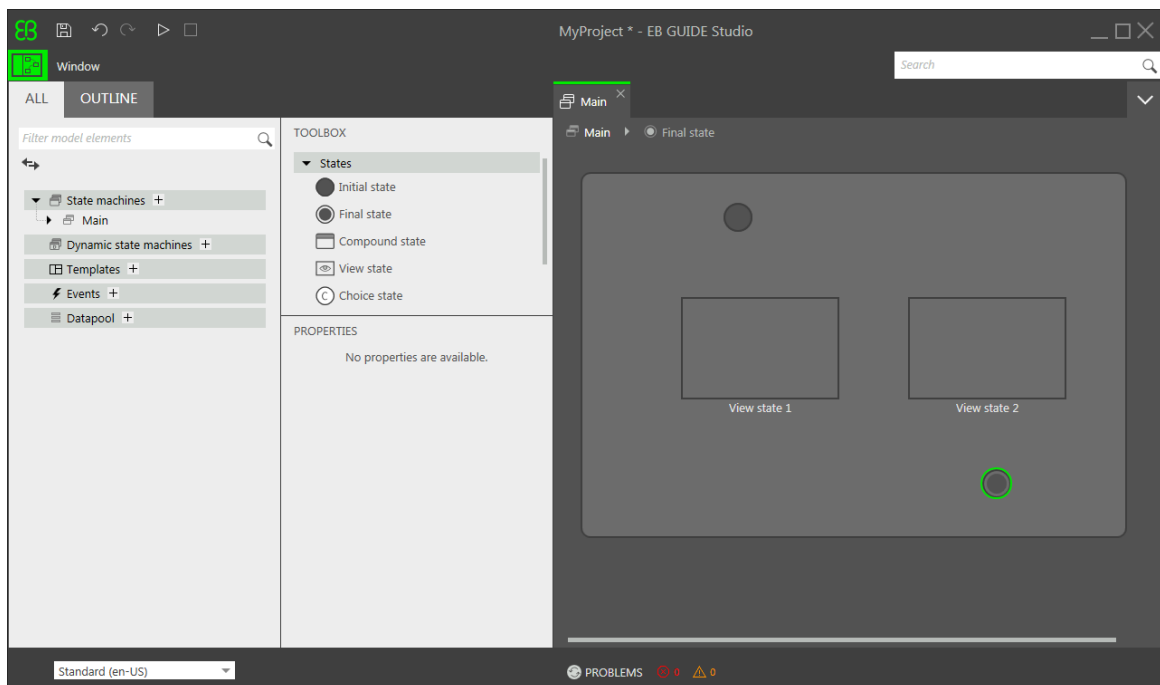 EB
MyProject * - EB GUIDE Studio
Window
Search
ALL
OUTLINE
Main
Filter model elements
TOOLBOX
Main
Final state
States
Initial state
State machines +
Final state
Main
Compound state
Dynamic state machines +
View state
Templates +
Events +
C
Choice state
Datapool +
PROPERTIES
No properties are available.
View state 1
View state 2
Standard (en-US)
PROBLEMS
0
0